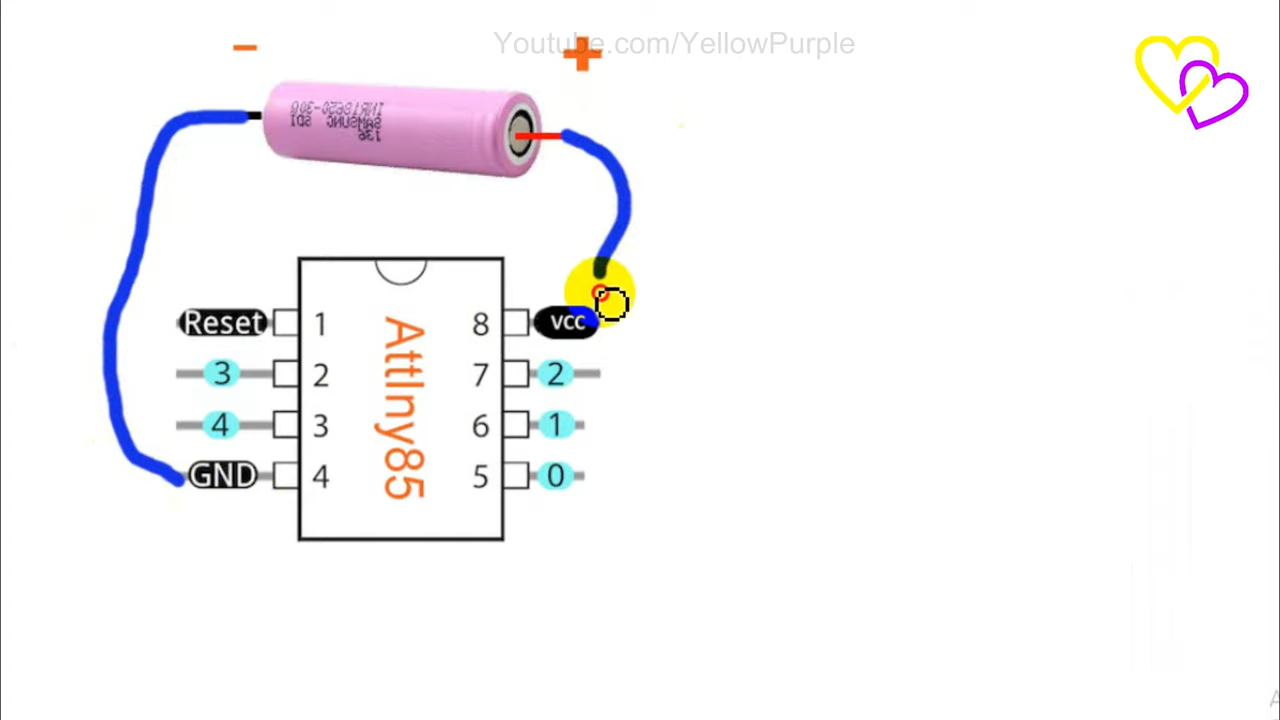 Youtube.com/YellowPurple
− +
Reset 1 8 VCC
3 2 7 2
4 3 6 1
GND 4 5 0
AttIny85